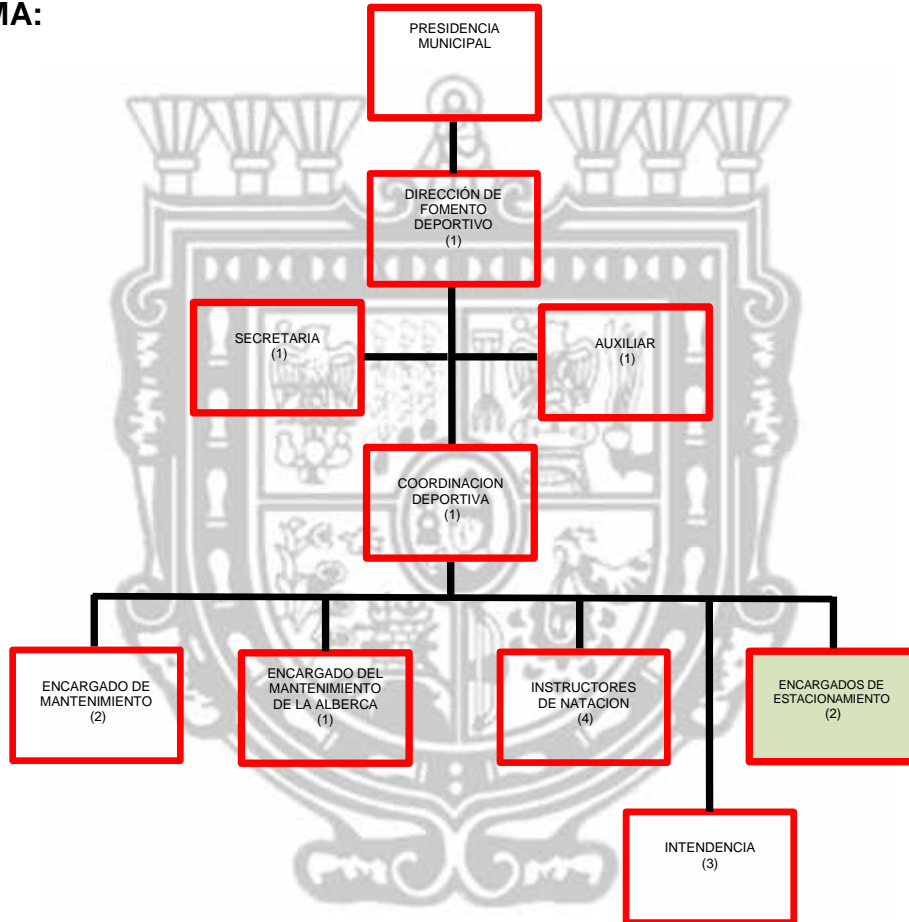 MA:
PRESIDENCIA
MUNICIPAL
DIRECCIÓN DE
FOMENTO
DEPORTIVO
(1)
SECRETARIA
(1)
AUXILIAR
(1)
COORDINACION
DEPORTIVA
(1)
ENCARGADO DE
MANTENIMIENTO
(2)
ENCARGADO DEL
MANTENIMIENTO
DE LA ALBERCA
(1)
INSTRUCTORES
DE NATACION
(4)
ENCARGADOS DE
ESTACIONAMIENTO
(2)
INTENDENCIA
(3)